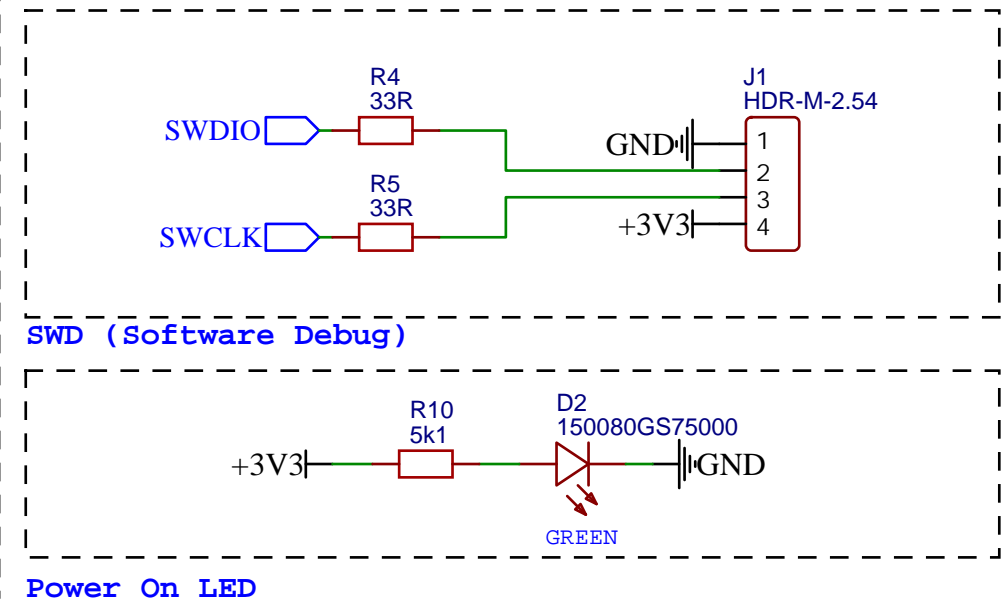 R4
33R
J1
HDR-M-2.54
SWDIO
GND
1
2
R5
33R
3
SWCLK
+3V3
4
SWD (Software Debug)
R10
5k1
D2
150080GS75000
+3V3
GND
GREEN
Power On LED